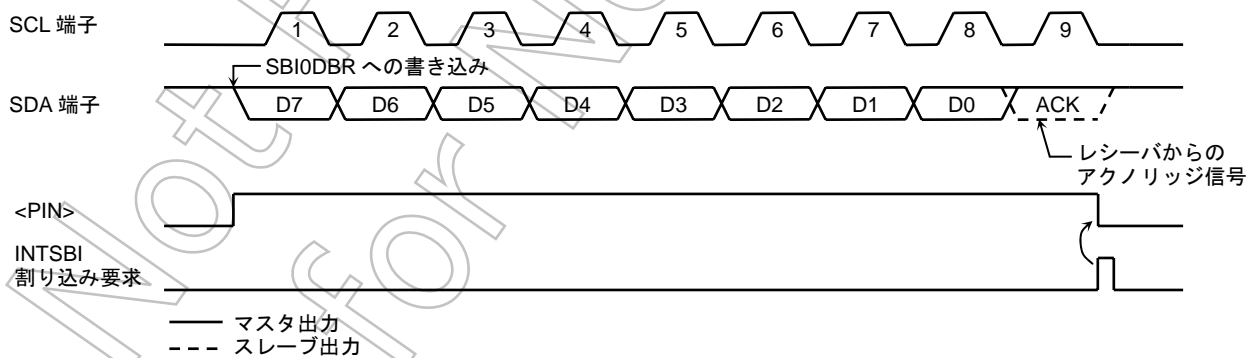 SCL 端子
1 2 3 4 5 6 7 8 9
SBI0DBR への書き込み
SDA 端子
D7 D6 D5 D4 D3 D2 D1 D0 ACK
レシーバからの
アクノリッジ信号
<PIN>
INTSBI
割り込み要求
マスタ出力
スレーブ出力
Not
for